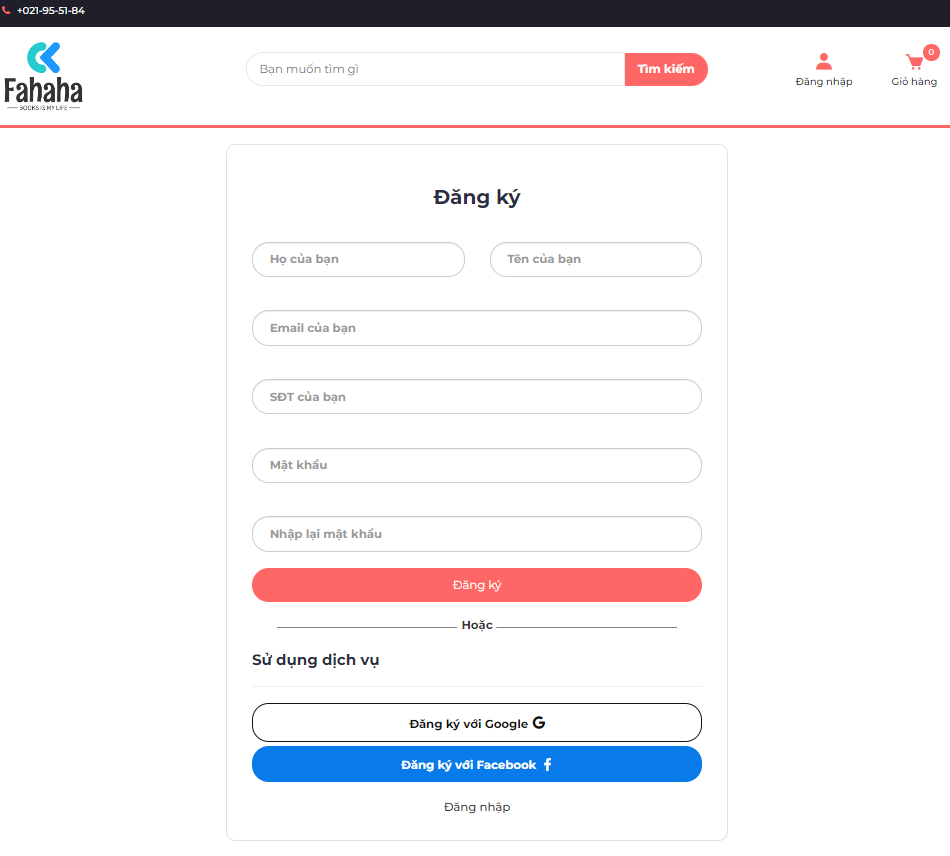 +021-95-51-84
Fahaha
BOOKS IS MY LIFE
Bạn muốn tìm gì
Tìm kiếm
Đăng nhập
0
Giỏ hàng
Đăng ký
Họ của bạn
Tên của bạn
Email của bạn
SĐT của bạn
Mật khẩu
Nhập lại mật khẩu
Đăng ký
Hoặc
Sử dụng dịch vụ
Đăng ký với Google G
Đăng ký với Facebook f
Đăng nhập